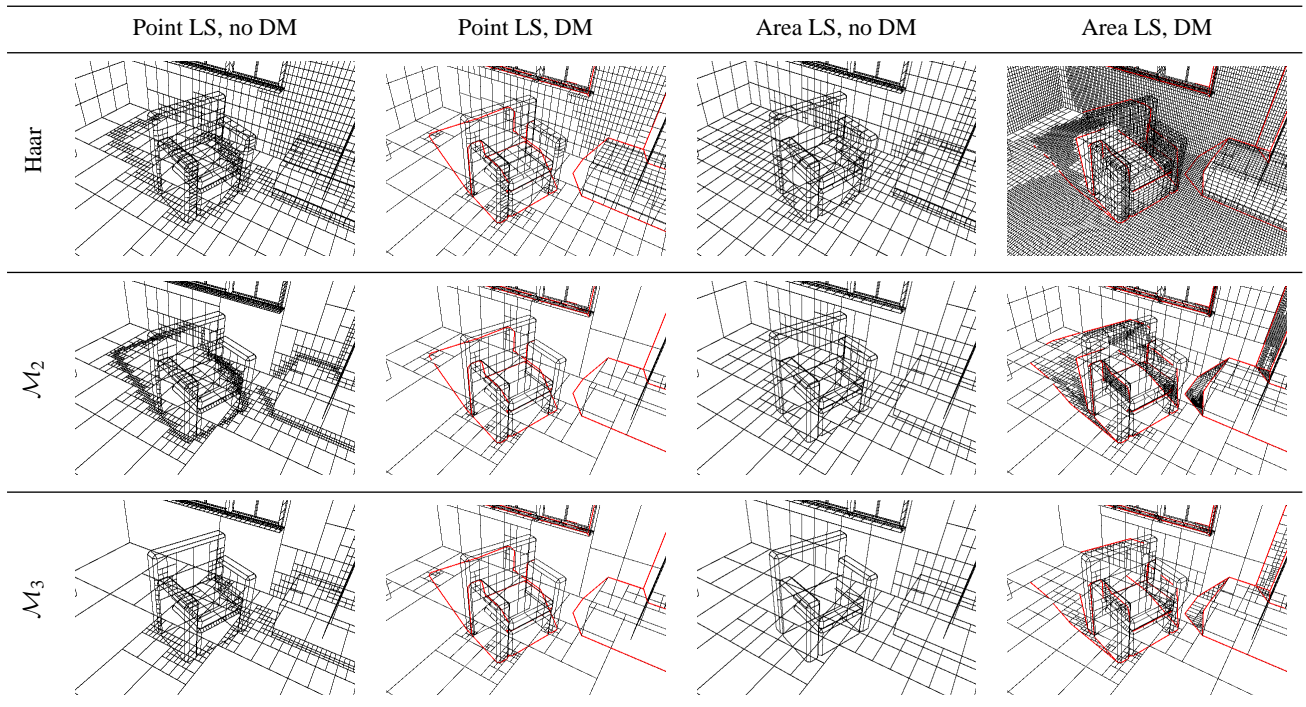 Point LS, no DM Point LS, DM Area LS, no DM Area LS, DM
Haar
M₂
M₃